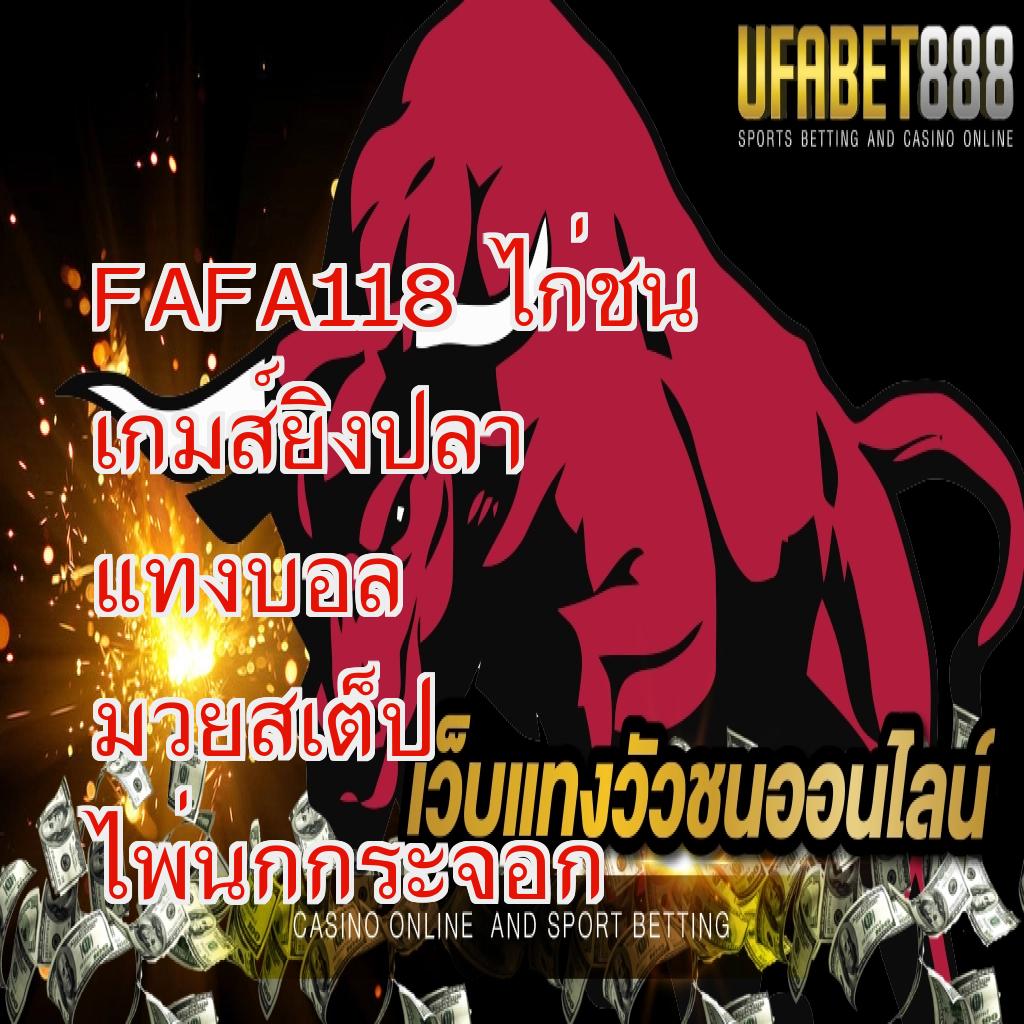 UFABET888
SPORTS BETTING AND CASINO ONLINE
FAFA118 ไก่ชน
เกมส์ยิงปลา
แทงบอล
มวยสเต็ป
ไพ่นกกระจอก
เว็บแทงวัวชนออนไลน์
CASINO ONLINE AND SPORT BETTING